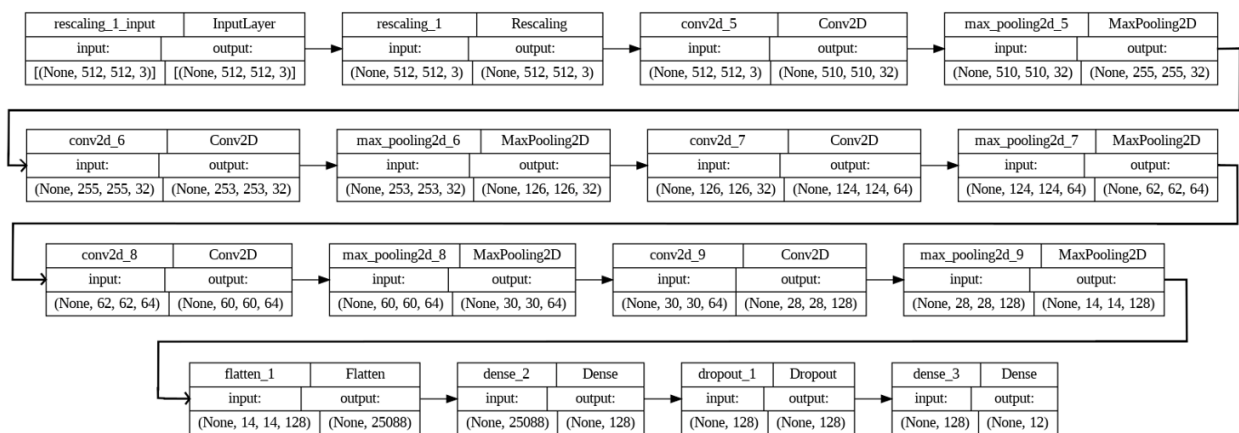 rescaling_1_input InputLayer
input: output:
[(None, 512, 512, 3)] [(None, 512, 512, 3)]
rescaling_1 Rescaling
input: output:
(None, 512, 512, 3) (None, 512, 512, 3)
conv2d_5 Conv2D
input: output:
(None, 512, 512, 3) (None, 510, 510, 32)
max_pooling2d_5 MaxPooling2D
input: output:
(None, 510, 510, 32) (None, 255, 255, 32)
conv2d_6 Conv2D
input: output:
(None, 255, 255, 32) (None, 253, 253, 32)
max_pooling2d_6 MaxPooling2D
input: output:
(None, 253, 253, 32) (None, 126, 126, 32)
conv2d_7 Conv2D
input: output:
(None, 126, 126, 32) (None, 124, 124, 64)
max_pooling2d_7 MaxPooling2D
input: output:
(None, 124, 124, 64) (None, 62, 62, 64)
conv2d_8 Conv2D
input: output:
(None, 62, 62, 64) (None, 60, 60, 64)
max_pooling2d_8 MaxPooling2D
input: output:
(None, 60, 60, 64) (None, 30, 30, 64)
conv2d_9 Conv2D
input: output:
(None, 30, 30, 64) (None, 28, 28, 128)
max_pooling2d_9 MaxPooling2D
input: output:
(None, 28, 28, 128) (None, 14, 14, 128)
flatten_1 Flatten
input: output:
(None, 14, 14, 128) (None, 25088)
dense_2 Dense
input: output:
(None, 25088) (None, 128)
dropout_1 Dropout
input: output:
(None, 128) (None, 128)
dense_3 Dense
input: output:
(None, 128) (None, 12)